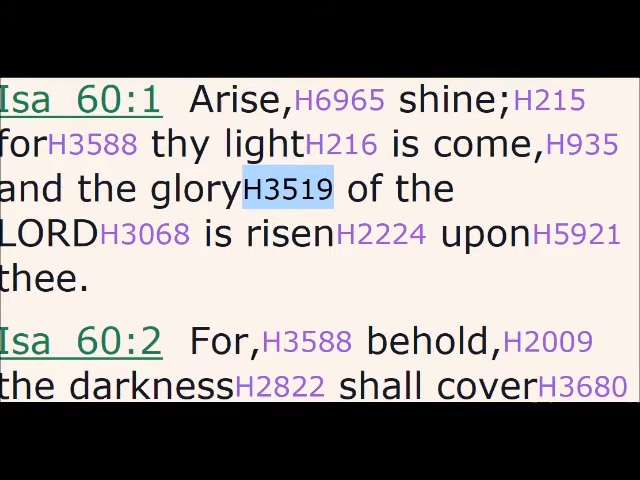 Isa 60:1 Arise,H6965 shine;H215
forH3588 thy lightH216 is come,H935
and the gloryH3519 of the
LORDH3068 is risenH2224 uponH5921
thee.
Isa 60:2 For,H3588 behold,H2009
the darknessH2822 shall coverH3680